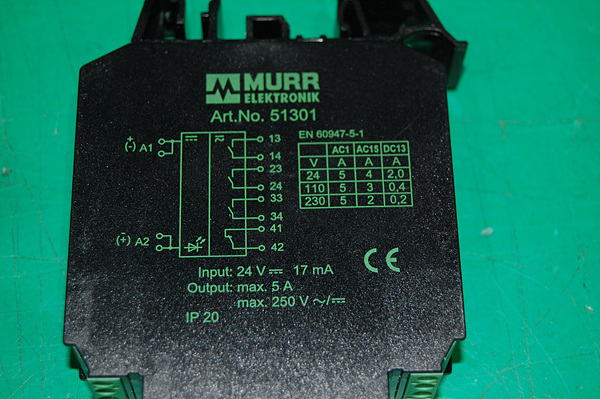 MURR
ELEKTRONIK
Art.No. 51301
EN 60947-5-1
AC1 AC15 DC13
V A A A
24 5 4 2,0
110 5 3 0,4
230 5 2 0,2
+
(-) A1
13
14
23
24
33
34
41
42
-
(+) A2
Input: 24 V ⎓ 17 mA
Output: max. 5 A
max. 250 V ~/⎓
IP 20
CE